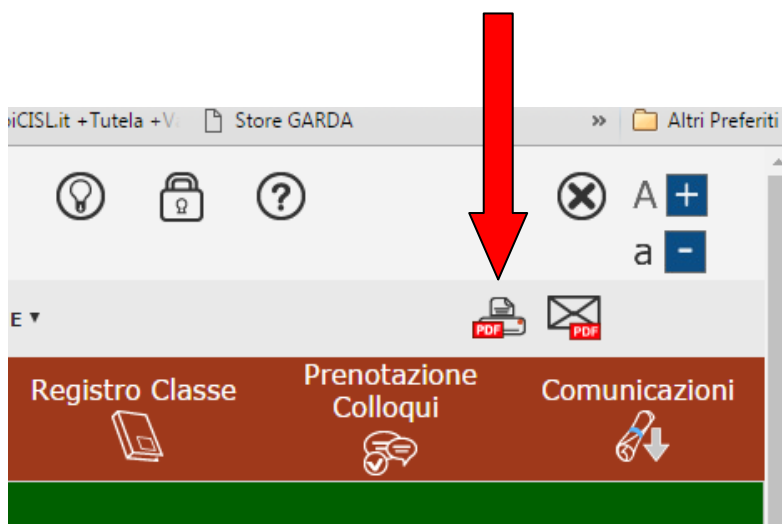 iCISL.it +Tutela +V Store GARDA » Altri Preferiti
? A +
a -
E ▼ PDF PDF
Registro Classe Prenotazione Colloqui Comunicazioni